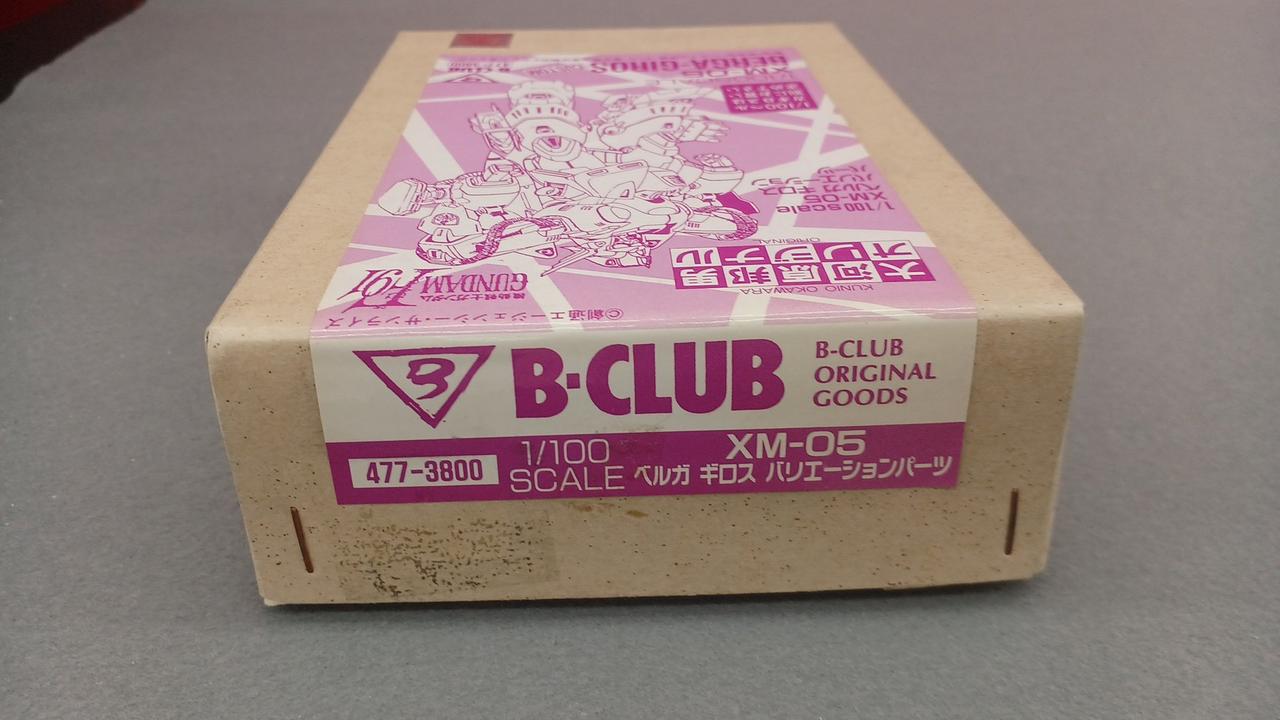 B-CLUB
B-CLUB
ORIGINAL
GOODS
477-3800
1/100
SCALE
XM-05
ベルガ ギロス バリエーションパーツ
©創通エージェンシー・サンライズ
機動戦士ガンダム
GUNDAM F91
KUNIO OKAWARA
大河原邦男
オリジナル
ORIGINAL
1/100 scale
XM-05
ベルガ ギロス
バリエーション
パーツ
XM-05
BERGA-GIROS